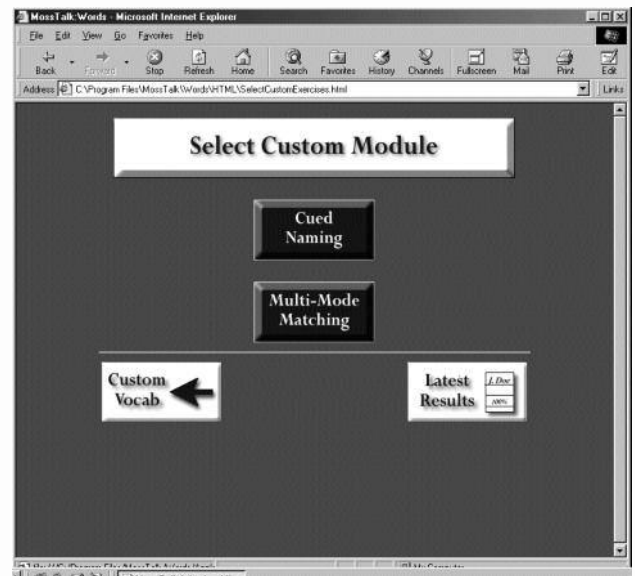 MossTalk:Words - Microsoft Internet Explorer
File Edit View Go Favorites Help
Back Forward Stop Refresh Home Search Favorites History Channels Fullscreen Mail Print Edit
Address C:\Program Files\MossTalk\Words\HTML\SelectCustomExercises.html Links
Select Custom Module
Cued
Naming
Multi-Mode
Matching
Custom
Vocab
Latest
Results
J. Doe
100%
My Computer